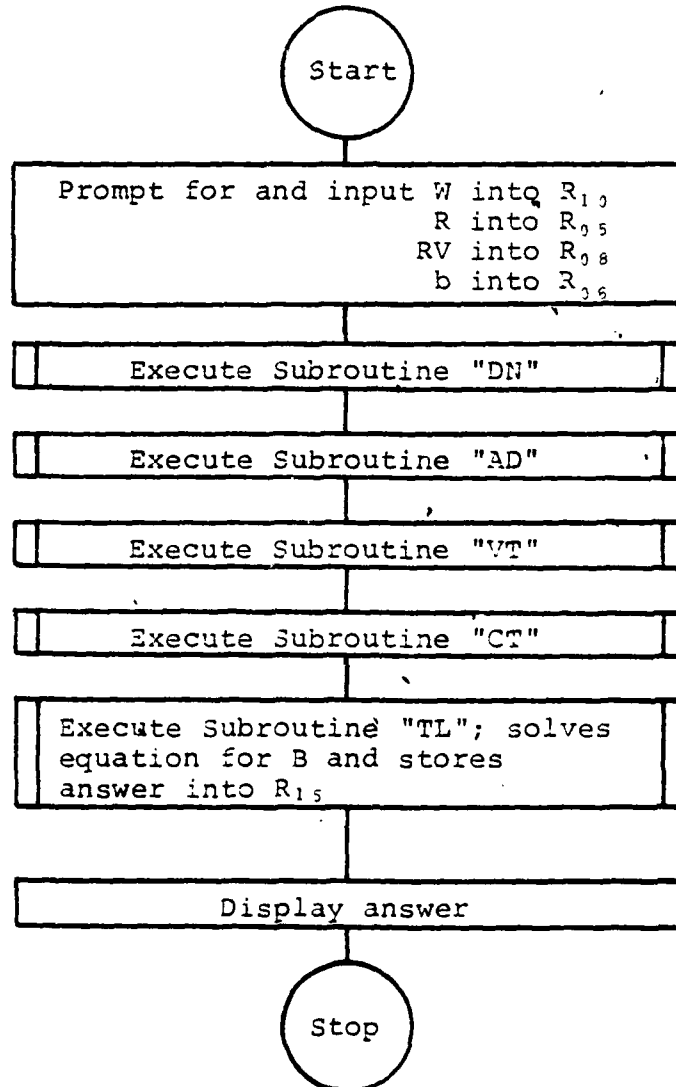 Start
Prompt for and input W into R₁₀
R into R₀₅
RV into R₀₈
b into R₀₆
Execute Subroutine "DN"
Execute Subroutine "AD"
Execute Subroutine "VT"
Execute Subroutine "CT"
Execute Subroutine "TL"; solves
equation for B and stores
answer into R₁₅
Display answer
Stop